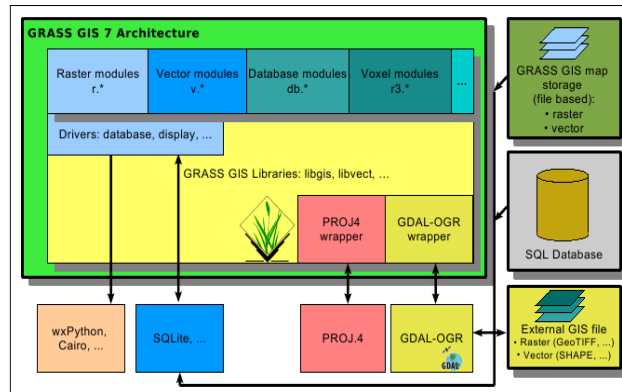 GRASS GIS 7 Architecture
Raster modules
r.*
Vector modules
v.*
Database modules
db.*
Voxel modules
r3.*
...
Drivers: database, display, ...
GRASS GIS Libraries: libgis, libvect, ...
PROJ4
wrapper
GDAL-OGR
wrapper
wxPython,
Cairo, ...
SQLite, ...
PROJ.4
GDAL-OGR
GDAL
GRASS GIS map
storage
(file based):
• raster
• vector
SQL Database
External GIS file
• Raster (GeoTIFF, ...)
• Vector (SHAPE, ...)